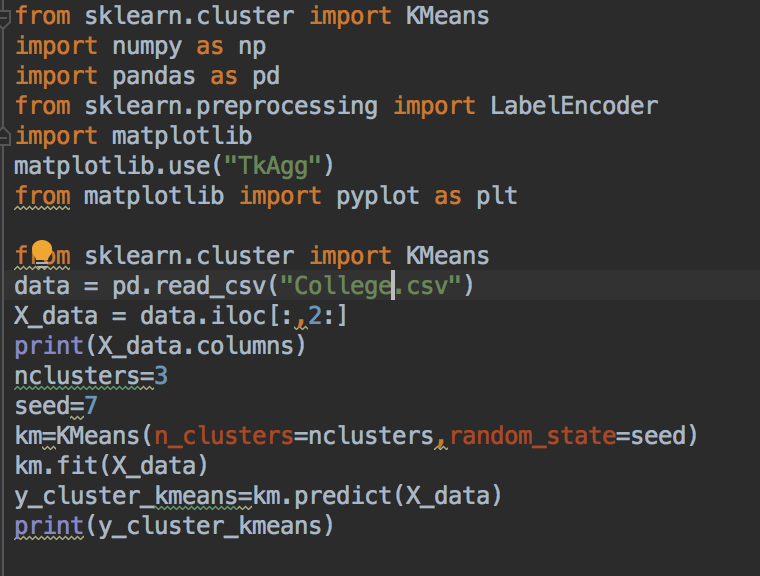 from sklearn.cluster import KMeans
import numpy as np
import pandas as pd
from sklearn.preprocessing import LabelEncoder
import matplotlib
matplotlib.use("TkAgg")
from matplotlib import pyplot as plt
from sklearn.cluster import KMeans
data = pd.read_csv("College.csv")
X_data = data.iloc[:,2:]
print(X_data.columns)
nclusters=3
seed=7
km=KMeans(n_clusters=nclusters,random_state=seed)
km.fit(X_data)
y_cluster_kmeans=km.predict(X_data)
print(y_cluster_kmeans)